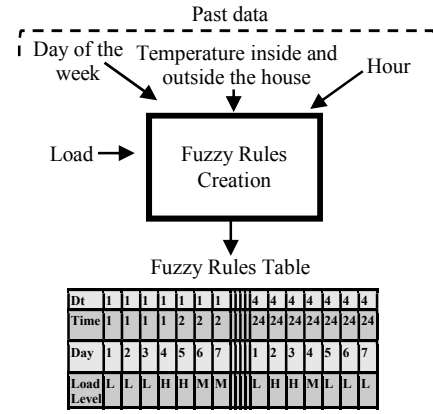 Past data
Day of the week
Temperature inside and outside the house
Hour
Load
Fuzzy Rules Creation
Fuzzy Rules Table
Dt 1 1 1 1 1 1 1 4 4 4 4 4 4 4
Time 1 1 1 1 2 2 2 24 24 24 24 24 24 24
Day 1 2 3 4 5 6 7 1 2 3 4 5 6 7
Load Level L L L H H M M L H H M L L L